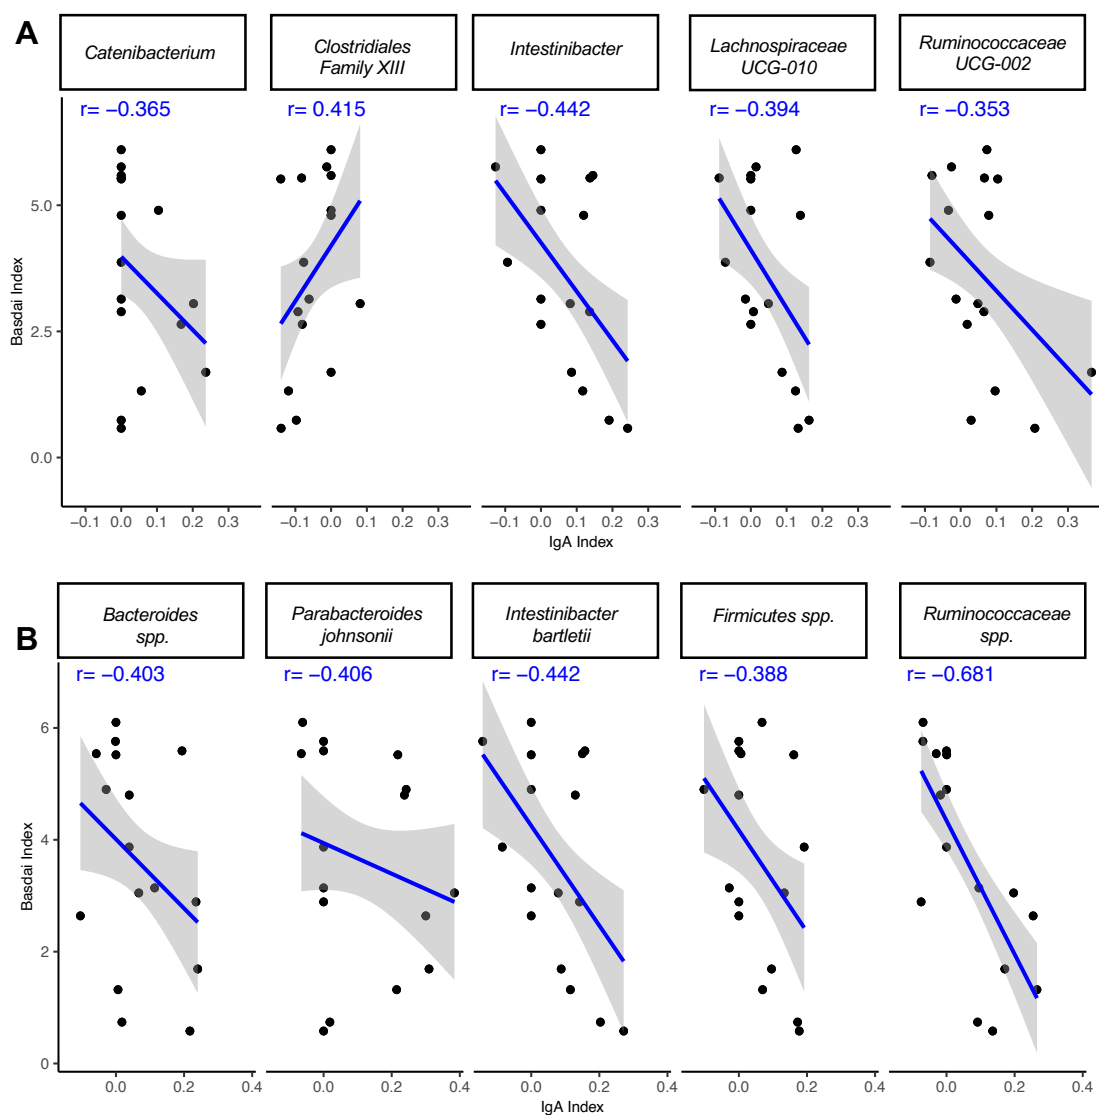 A
Catenibacterium
Clostridiales
Family XIII
Intestinibacter
Lachnospiraceae
UCG-010
Ruminococcaceae
UCG-002
r= −0.365
r= 0.415
r= −0.442
r= −0.394
r= −0.353
Basdai Index
5.0
2.5
0.0
−0.1 0.0 0.1 0.2 0.3
−0.1 0.0 0.1 0.2 0.3
−0.1 0.0 0.1 0.2 0.3
−0.1 0.0 0.1 0.2 0.3
−0.1 0.0 0.1 0.2 0.3
IgA Index
B
Bacteroides
spp.
Parabacteroides
johnsonii
Intestinibacter
bartletii
Firmicutes spp.
Ruminococcaceae
spp.
r= −0.403
r= −0.406
r= −0.442
r= −0.388
r= −0.681
Basdai Index
6
4
2
0
0.0 0.2 0.4
0.0 0.2 0.4
0.0 0.2 0.4
0.0 0.2 0.4
0.0 0.2 0.4
IgA Index